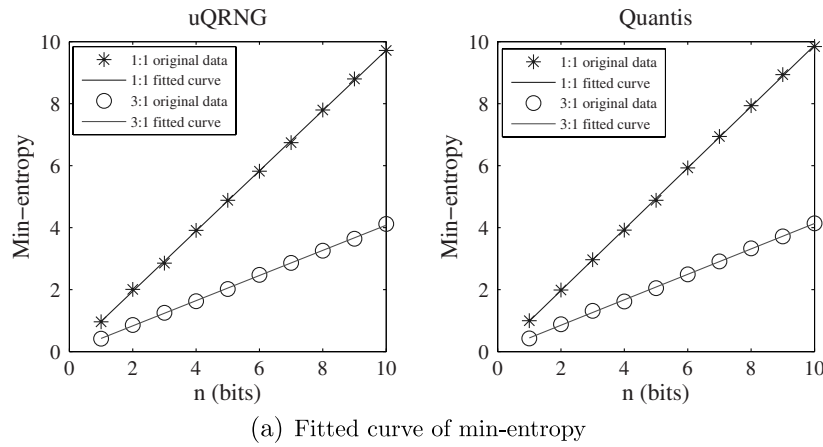 uQRNG
10
8
6
4
2
0
Min-entropy
1:1 original data
1:1 fitted curve
3:1 original data
3:1 fitted curve
0 2 4 6 8 10
n (bits)
Quantis
10
8
6
4
2
0
Min-entropy
1:1 original data
1:1 fitted curve
3:1 original data
3:1 fitted curve
0 2 4 6 8 10
n (bits)
(a) Fitted curve of min-entropy